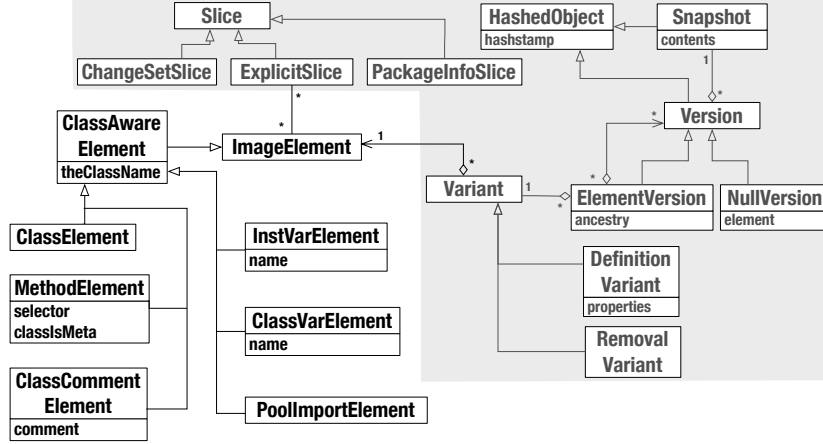 Slice
HashedObject
hashstamp
Snapshot
contents
1
ChangeSetSlice
ExplicitSlice
PackageInfoSlice
*
*
*
*
Version
ClassAware
Element
theClassName
ImageElement
1
*
Variant
1
*
*
ElementVersion
ancestry
NullVersion
element
ClassElement
InstVarElement
name
Definition
Variant
properties
MethodElement
selector
classIsMeta
ClassVarElement
name
Removal
Variant
ClassComment
Element
comment
PoolImportElement